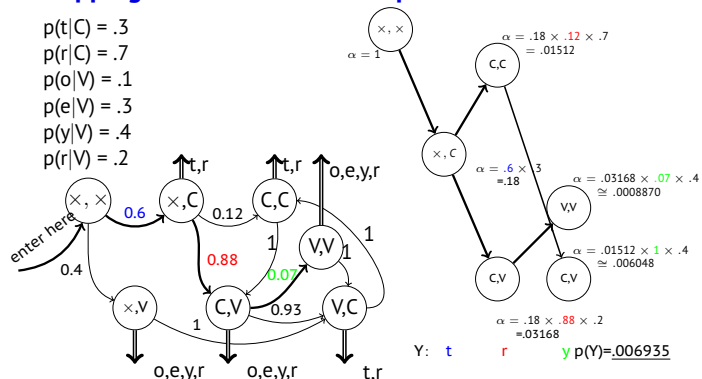 p(t|C) = .3
p(r|C) = .7
p(o|V) = .1
p(e|V) = .3
p(y|V) = .4
p(r|V) = .2
×, ×
α = 1
α = .18 × .12 × .7
= .01512
C,C
×, C
α = .6 × .3
=.18
α = .03168 × .07 × .4
≅ .0008870
V,V
α = .01512 × 1 × .4
≅ .006048
C,V
C,V
α = .18 × .88 × .2
=.03168
Y: t r y p(Y)=.006935
t,r
t,r
o,e,y,r
×, ×
0.6
×,C
0.12
C,C
enter here
0.4
0.88
1
0.07
V,V
1
1
×,V
1
C,V
0.93
V,C
o,e,y,r
o,e,y,r
t,r